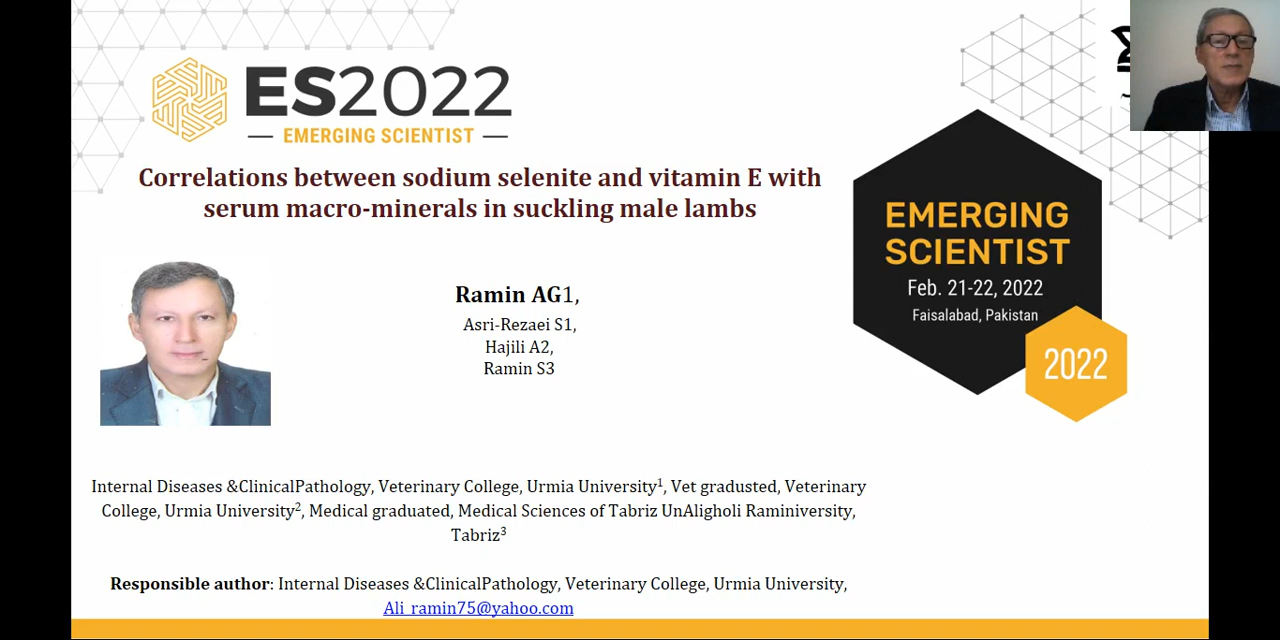 ES2022
EMERGING SCIENTIST
Correlations between sodium selenite and vitamin E with
serum macro-minerals in suckling male lambs
Ramin AG1,
Asri-Rezaei S1,
Hajili A2,
Ramin S3
Internal Diseases &ClinicalPathology, Veterinary College, Urmia University1, Vet gradusted, Veterinary
College, Urmia University2, Medical graduated, Medical Sciences of Tabriz UnAligholi Raminiversity,
Tabriz3
Responsible author: Internal Diseases &ClinicalPathology, Veterinary College, Urmia University,
Ali_ramin75@yahoo.com
EMERGING
SCIENTIST
Feb. 21-22, 2022
Faisalabad, Pakistan
2022